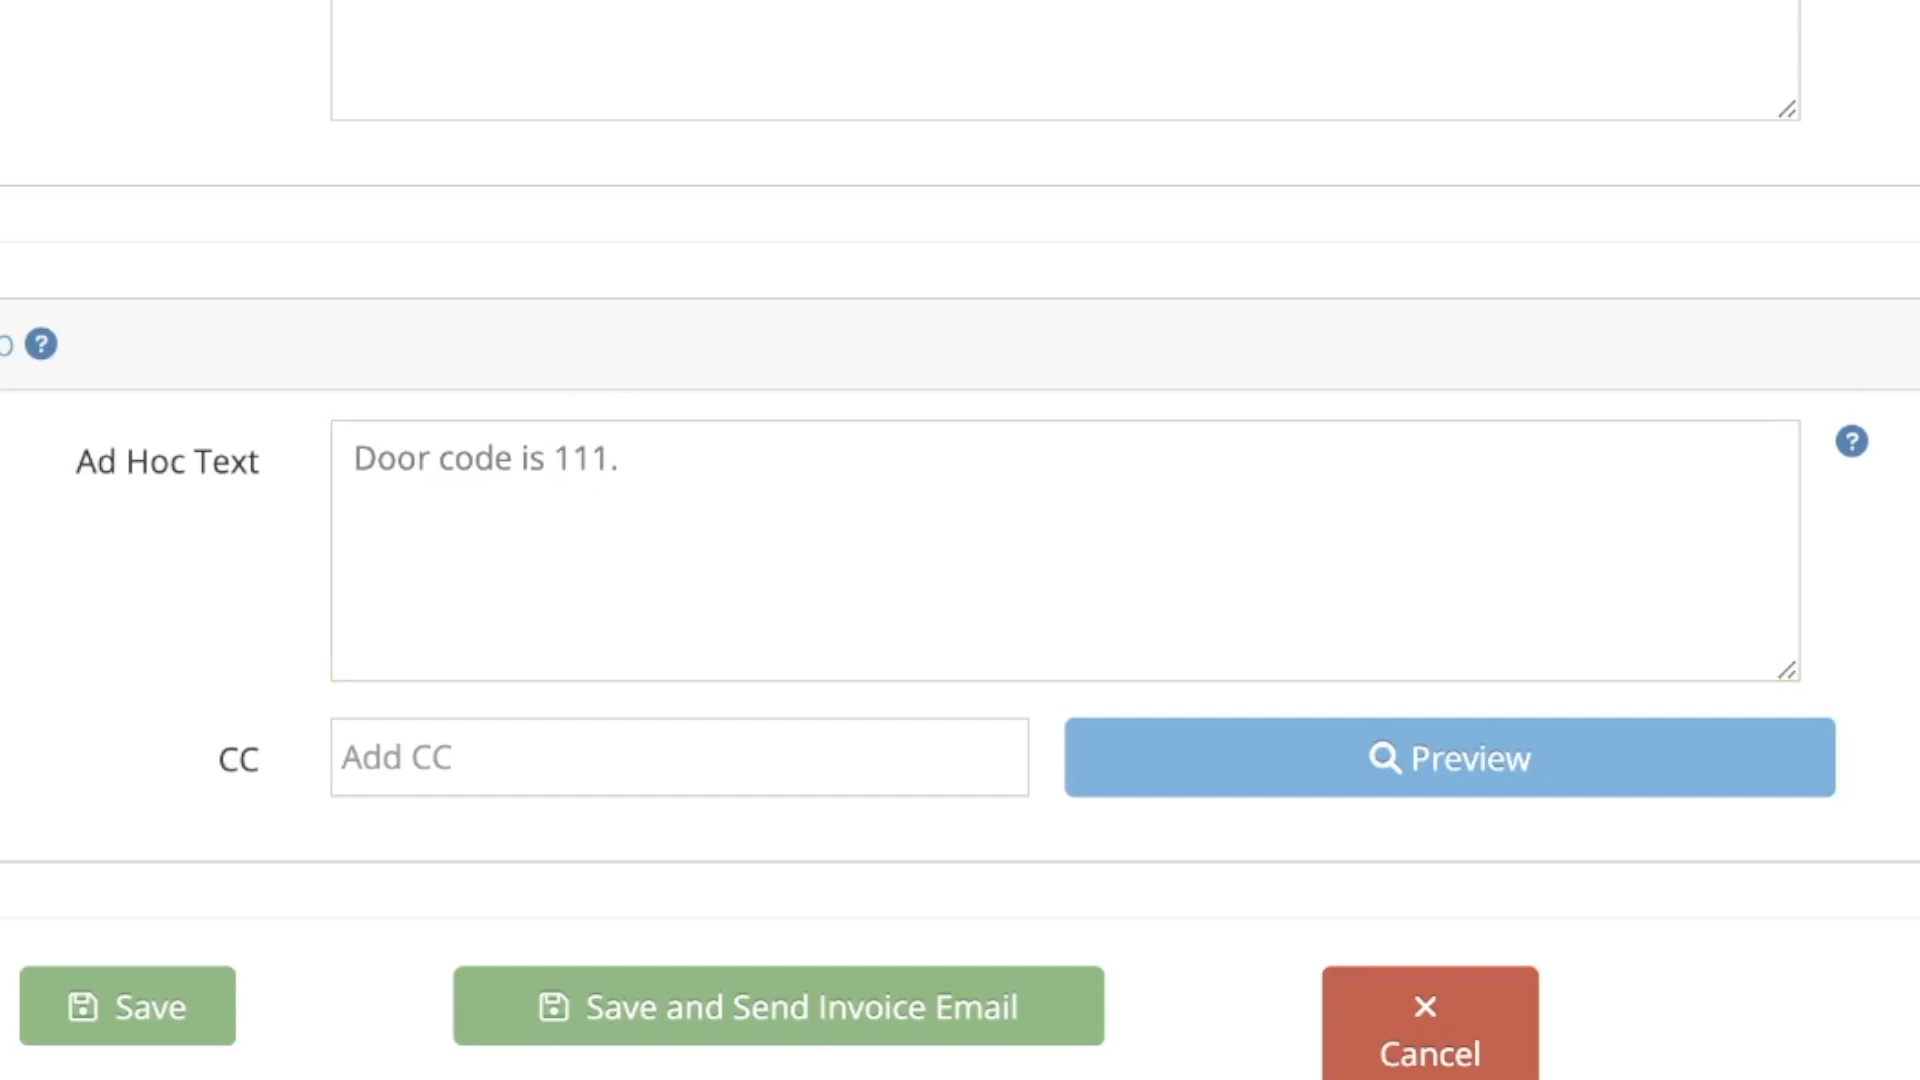 Ad Hoc Text
Door code is 111.
CC
Add CC
Preview
Save
Save and Send Invoice Email
Cancel